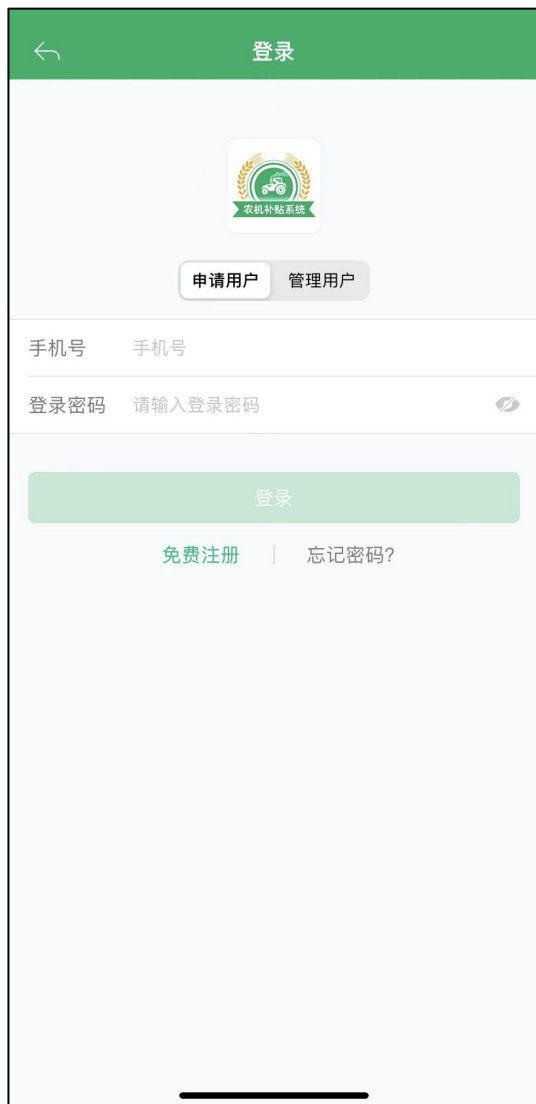 登录
农机补贴系统
申请用户 管理用户
手机号 手机号
登录密码 请输入登录密码
登录
免费注册 | 忘记密码?